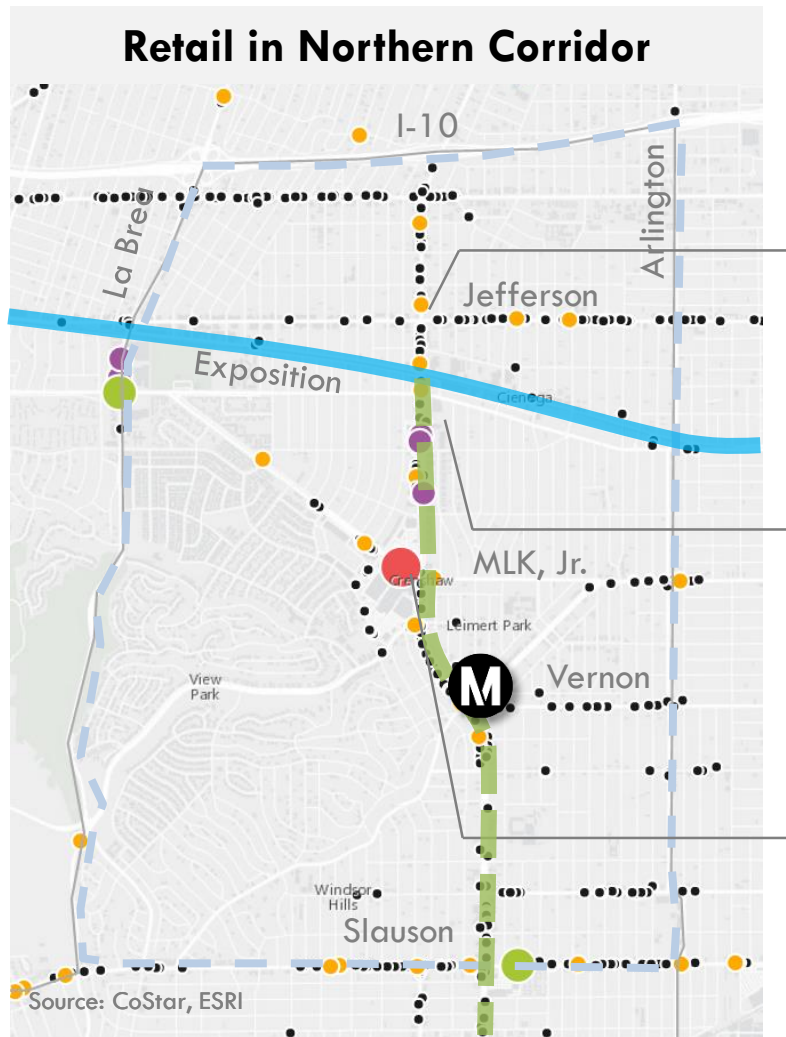 Retail in Northern Corridor
I-10
La Brea
Arlington
Jefferson
Exposition
Cienega
MLK, Jr.
Crenshaw
Leimert Park
M
Vernon
View
Park
Windsor
Hills
Slauson
Source: CoStar, ESRI